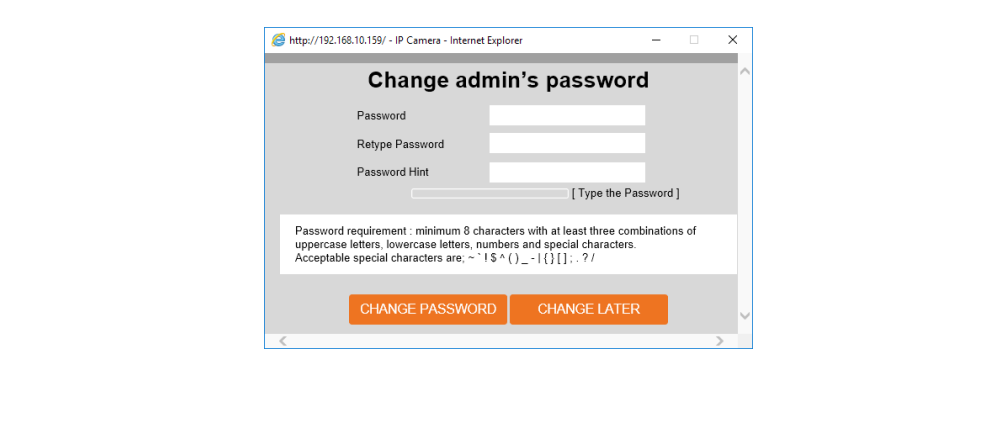 http://192.168.10.159/ - IP Camera - Internet Explorer
Change admin's password
Password
Retype Password
Password Hint
[ Type the Password ]
Password requirement : minimum 8 characters with at least three combinations of
uppercase letters, lowercase letters, numbers and special characters.
Acceptable special characters are; ~ ` ! $ ^ ( ) _ - | { } [ ] ; . ? /
CHANGE PASSWORD CHANGE LATER